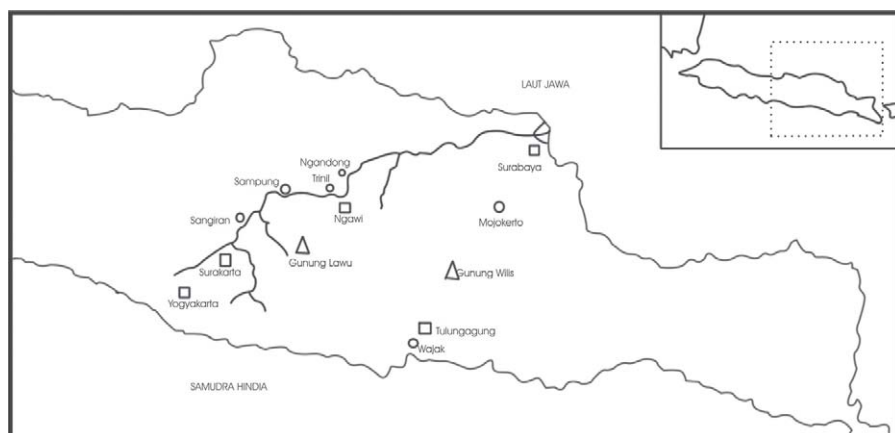 LAUT JAWA
Ngandong
Trinil
Surabaya
Sampung
Ngawi
Mojokerto
Sangiran
Gunung Lawu
Surakarta
Gunung Wilis
Yogyakarta
Tulungagung
Wajak
SAMUDRA HINDIA